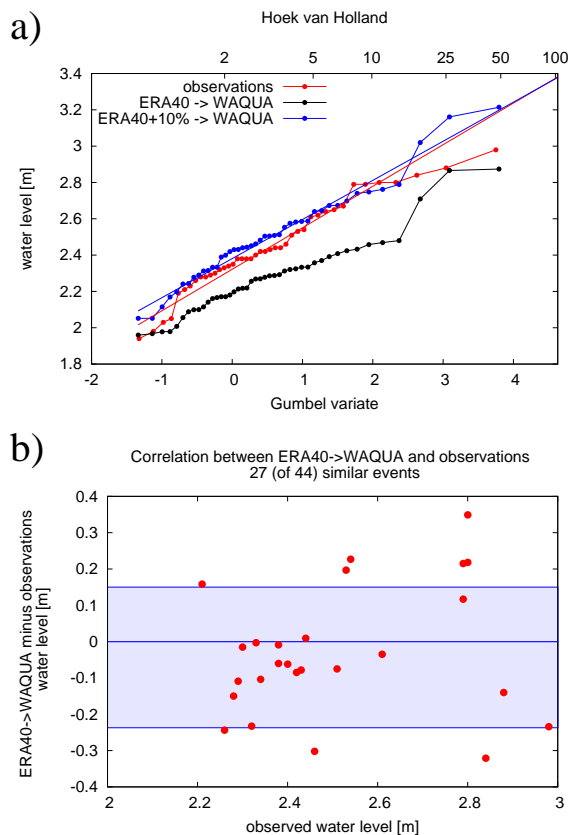 a)
Hoek van Holland
2 5 10 25 50 100
3.4
3.2
3
2.8
2.6
2.4
2.2
2
1.8
water level [m]
observations
ERA40 -> WAQUA
ERA40+10% -> WAQUA
-2 -1 0 1 2 3 4
Gumbel variate
b)
Correlation between ERA40->WAQUA and observations
27 (of 44) similar events
0.4
0.3
0.2
0.1
0
-0.1
-0.2
-0.3
-0.4
ERA40->WAQUA minus observations
water level [m]
2 2.2 2.4 2.6 2.8 3
observed water level [m]